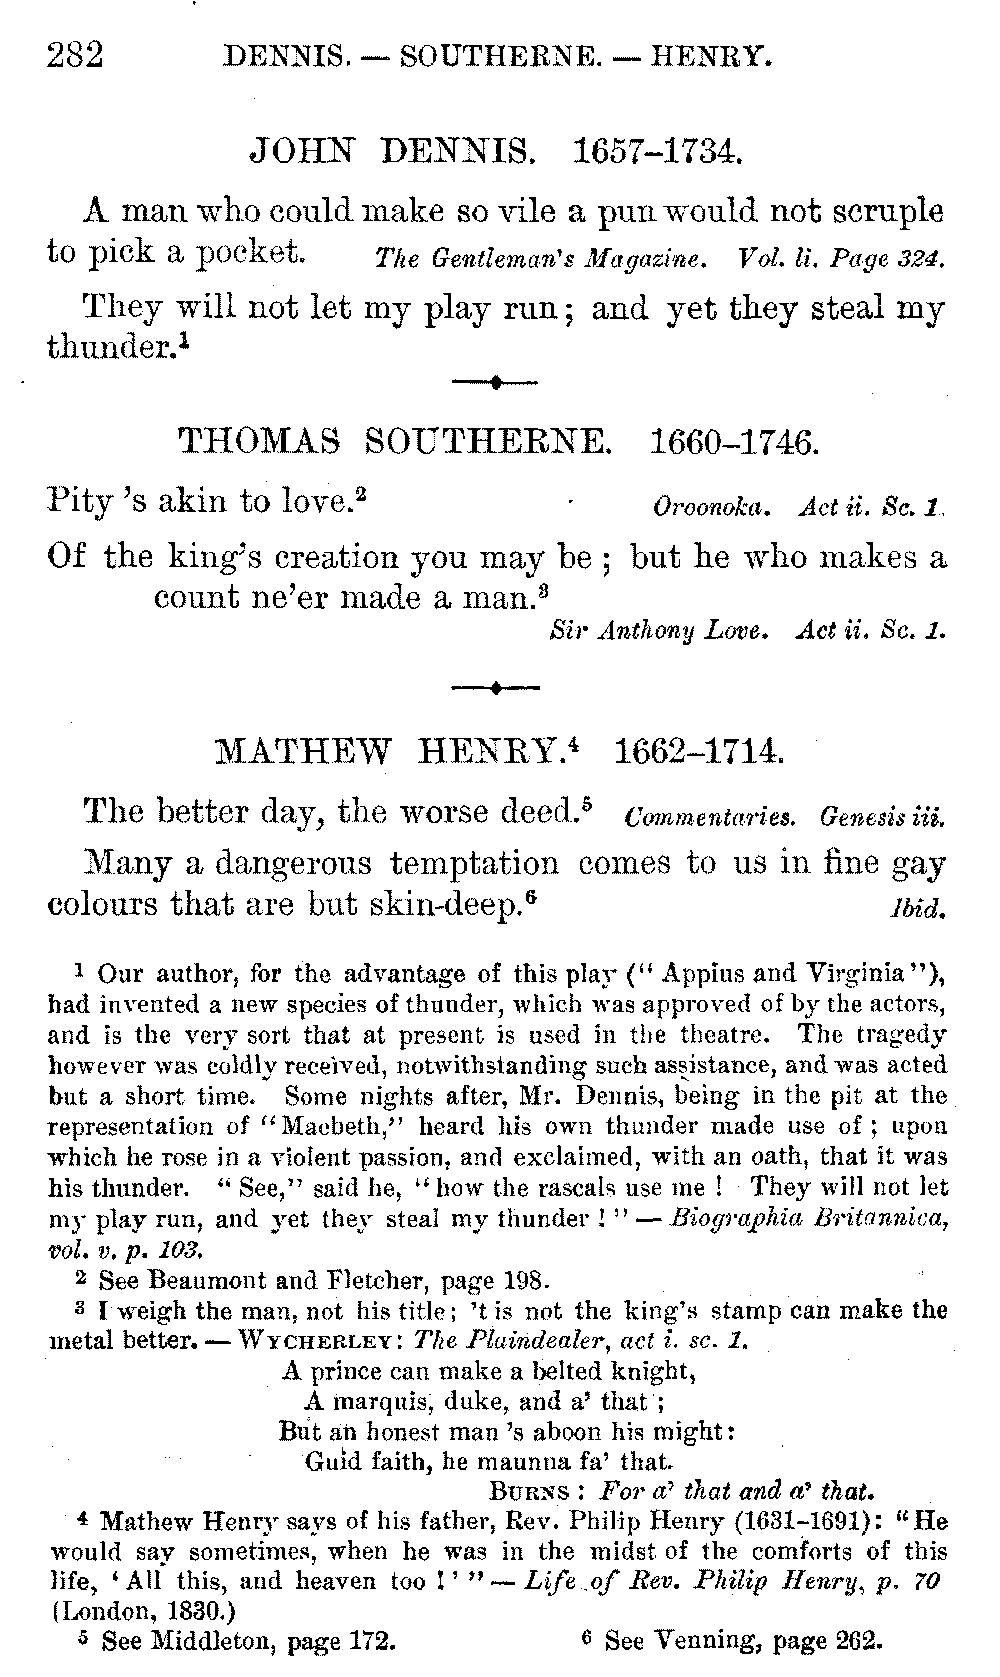 282 DENNIS. — SOUTHERNE. — HENRY.
JOHN DENNIS. 1657–1734.
A man who could make so vile a pun would not scruple
to pick a pocket. The Gentleman's Magazine. Vol. li. Page 324.
They will not let my play run; and yet they steal my
thunder.¹
THOMAS SOUTHERNE. 1660–1746.
Pity 's akin to love.² Oroonoka. Act ii. Sc. 1.
Of the king's creation you may be; but he who makes a
count ne'er made a man.³
Sir Anthony Love. Act ii. Sc. 1.
MATHEW HENRY.⁴ 1662–1714.
The better day, the worse deed.⁵ Commentaries. Genesis iii.
Many a dangerous temptation comes to us in fine gay
colours that are but skin-deep.⁶ Ibid.
¹ Our author, for the advantage of this play (“Appius and Virginia”),
had invented a new species of thunder, which was approved of by the actors,
and is the very sort that at present is used in the theatre. The tragedy
however was coldly received, notwithstanding such assistance, and was acted
but a short time. Some nights after, Mr. Dennis, being in the pit at the
representation of “Macbeth,” heard his own thunder made use of; upon
which he rose in a violent passion, and exclaimed, with an oath, that it was
his thunder. “See,” said he, “how the rascals use me! They will not let
my play run, and yet they steal my thunder!” — Biographia Britannica,
vol. v. p. 103.
² See Beaumont and Fletcher, page 198.
³ I weigh the man, not his title; 't is not the king's stamp can make the
metal better. — WYCHERLEY: The Plaindealer, act i. sc. 1.
A prince can make a belted knight,
A marquis, duke, and a' that;
But an honest man 's aboon his might:
Guid faith, he maunna fa' that.
BURNS: For a' that and a' that.
⁴ Mathew Henry says of his father, Rev. Philip Henry (1631–1691): “He
would say sometimes, when he was in the midst of the comforts of this
life, ‘All this, and heaven too!’” — Life of Rev. Philip Henry, p. 70
(London, 1830.)
⁵ See Middleton, page 172. ⁶ See Venning, page 262.